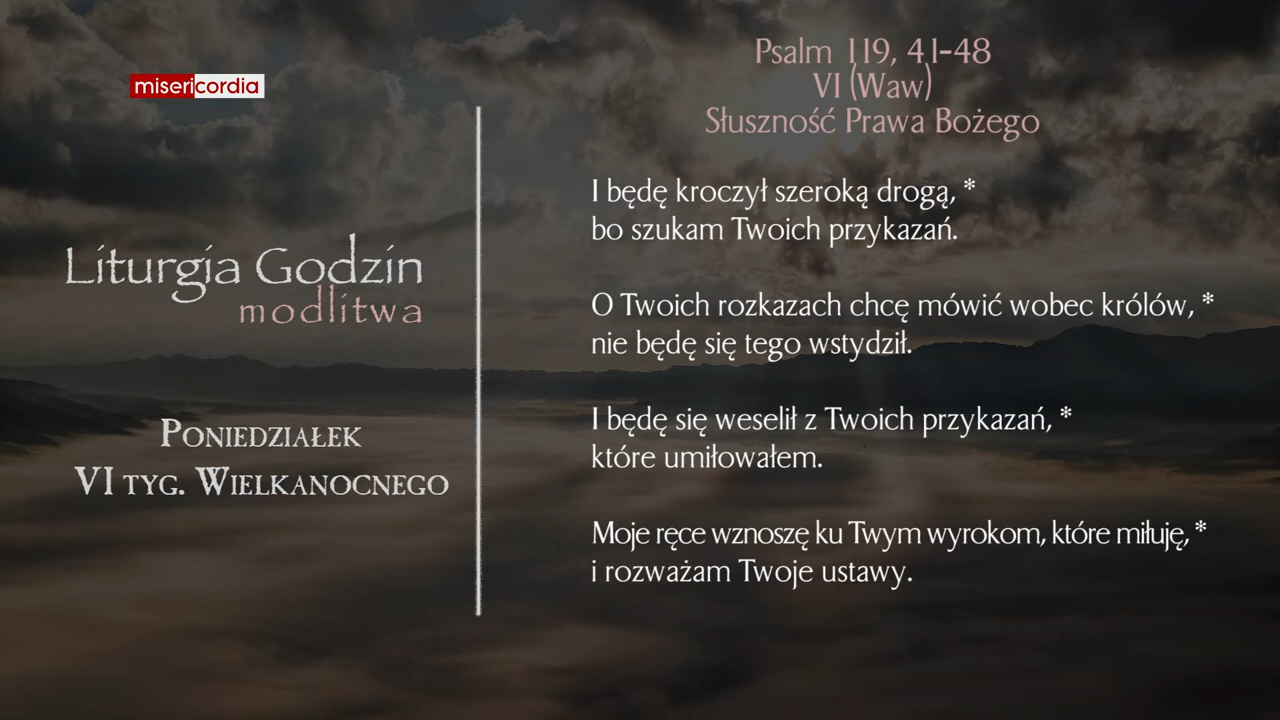 misericordia
Liturgia Godzin
modlitwa
Poniedziałek
VI tyg. Wielkanocnego
Psalm 119, 41-48
VI (Waw)
Słuszność Prawa Bożego
I będę kroczył szeroką drogą, *
bo szukam Twoich przykazań.
O Twoich rozkazach chcę mówić wobec królów, *
nie będę się tego wstydził.
I będę się weselił z Twoich przykazań, *
które umiłowałem.
Moje ręce wznoszę ku Twym wyrokom, które miłuję, *
i rozważam Twoje ustawy.